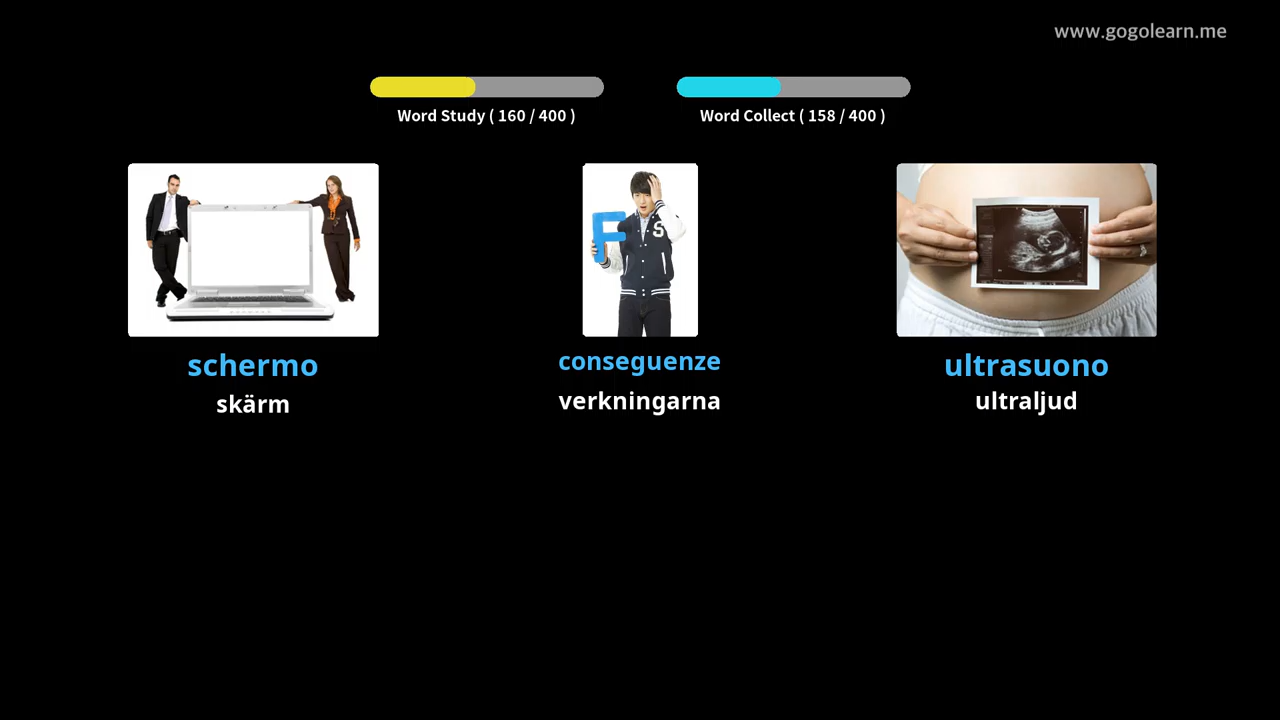 www.gogolearn.me
Word Study ( 160 / 400 )
Word Collect ( 158 / 400 )
F
S
schermo
conseguenze
ultrasuono
skärm
verkningarna
ultraljud